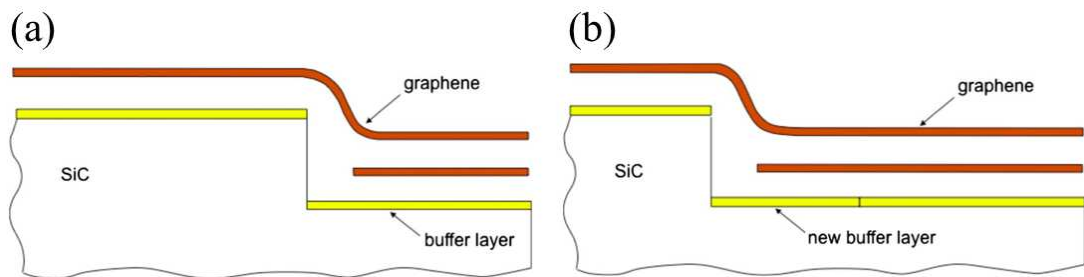 (a)
graphene
SiC
buffer layer
(b)
graphene
SiC
new buffer layer